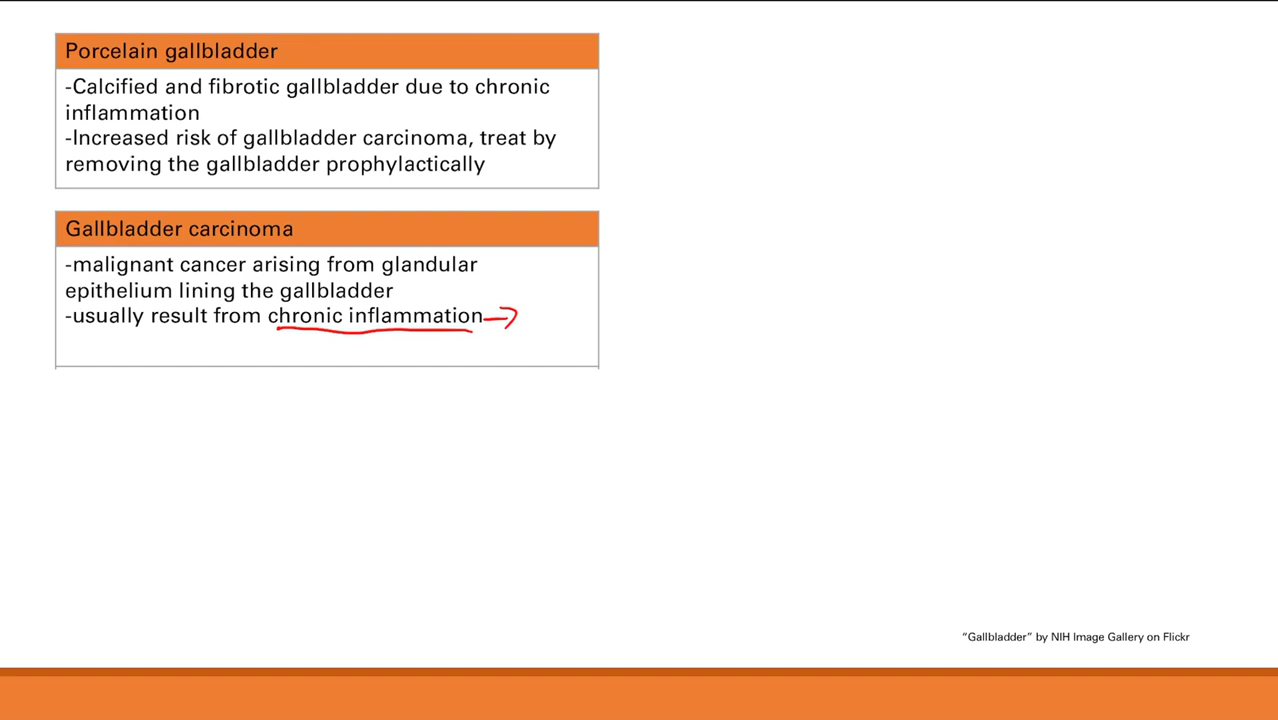 Porcelain gallbladder
-Calcified and fibrotic gallbladder due to chronic
inflammation
-Increased risk of gallbladder carcinoma, treat by
removing the gallbladder prophylactically
Gallbladder carcinoma
-malignant cancer arising from glandular
epithelium lining the gallbladder
-usually result from chronic inflammation
"Gallbladder" by NIH Image Gallery on Flickr